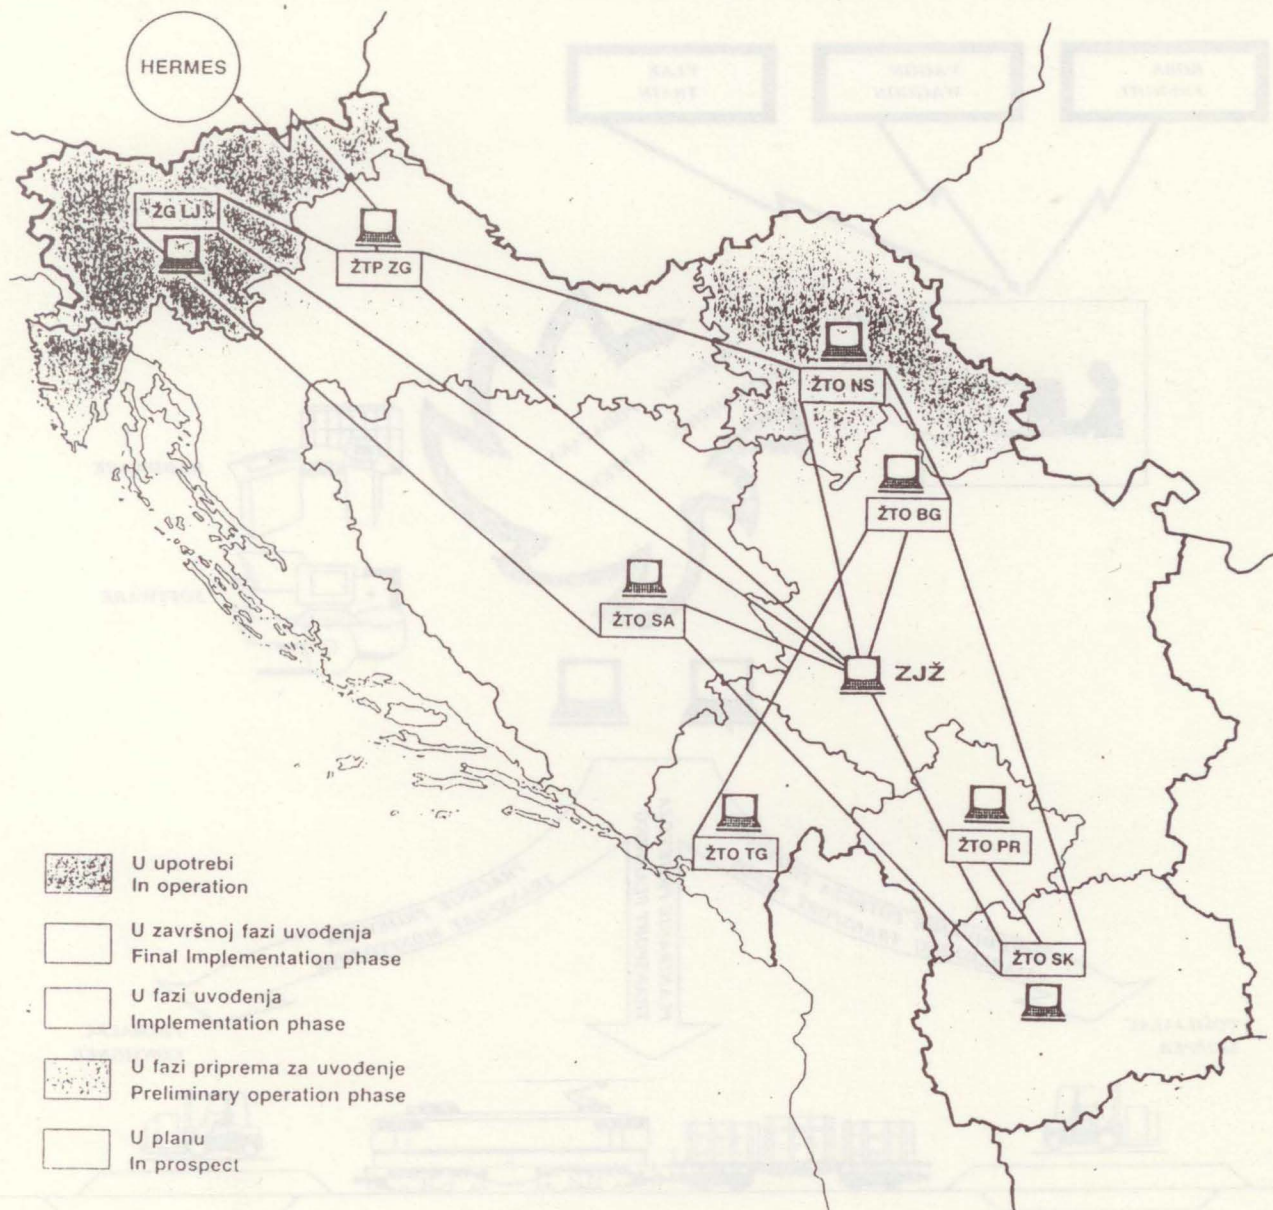 HERMES
ŽG LJ
ŽTP ZG
ŽTO NS
ŽTO BG
ŽTO SA
ZJŽ
ŽTO TG
ŽTO PR
ŽTO SK
U upotrebi
In operation
U završnoj fazi uvođenja
Final Implementation phase
U fazi uvođenja
Implementation phase
U fazi priprema za uvođenje
Preliminary operation phase
U planu
In prospect